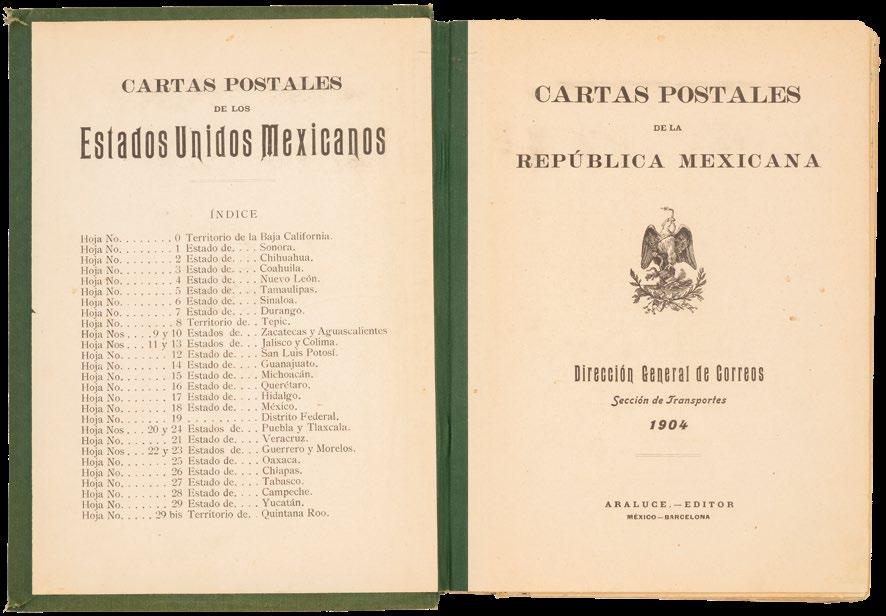 CARTAS POSTALES
DE LOS
Estados Unidos Mexicanos
ÍNDICE
Hoja No. . . . . . . . 0 Territorio de la Baja California.
Hoja No. . . . . . . . 1 Estado de. . . . Sonora.
Hoja No. . . . . . . . 2 Estado de. . . . Chihuahua.
Hoja No. . . . . . . . 3 Estado de. . . . Coahuila.
Hoja No. . . . . . . . 4 Estado de. . . . Nuevo León.
Hoja No. . . . . . . . 5 Estado de. . . . Tamaulipas.
Hoja No. . . . . . . . 6 Estado de. . . . Sinaloa.
Hoja No. . . . . . . . 7 Estado de. . . . Durango.
Hoja No. . . . . . . . 8 Territorio de. . Tepic.
Hoja Nos . . . . 9 y 10 Estados de. . . Zacatecas y Aguascalientes
Hoja Nos . . . 11 y 13 Estados de. . . Jalisco y Colima.
Hoja No. . . . . . . 12 Estado de. . . . San Luis Potosí.
Hoja No. . . . . . . 14 Estado de. . . . Guanajuato.
Hoja No. . . . . . . 15 Estado de. . . . Michoacán.
Hoja No. . . . . . . 16 Estado de. . . . Querétaro.
Hoja No. . . . . . . 17 Estado de. . . . Hidalgo.
Hoja No. . . . . . . 18 Estado de. . . . México.
Hoja No. . . . . . . 19 . . . . . . . . . . Distrito Federal.
Hoja Nos . . . 20 y 24 Estados de. . . Puebla y Tlaxcala.
Hoja No. . . . . . . 21 Estado de. . . . Veracruz.
Hoja Nos . . . 22 y 23 Estados de. . . Guerrero y Morelos.
Hoja No. . . . . . . 25 Estado de. . . . Oaxaca.
Hoja No. . . . . . . 26 Estado de. . . . Chiapas.
Hoja No. . . . . . . 27 Estado de. . . . Tabasco.
Hoja No. . . . . . . 28 Estado de. . . . Campeche.
Hoja No. . . . . . . 29 Estado de. . . . Yucatán.
Hoja No. . . . . 29 bis Territorio de. . Quintana Roo.
CARTAS POSTALES
DE LA
REPÚBLICA MEXICANA
Dirección General de Correos
Sección de Transportes
1904
ARALUCE.—EDITOR
MÉXICO—BARCELONA